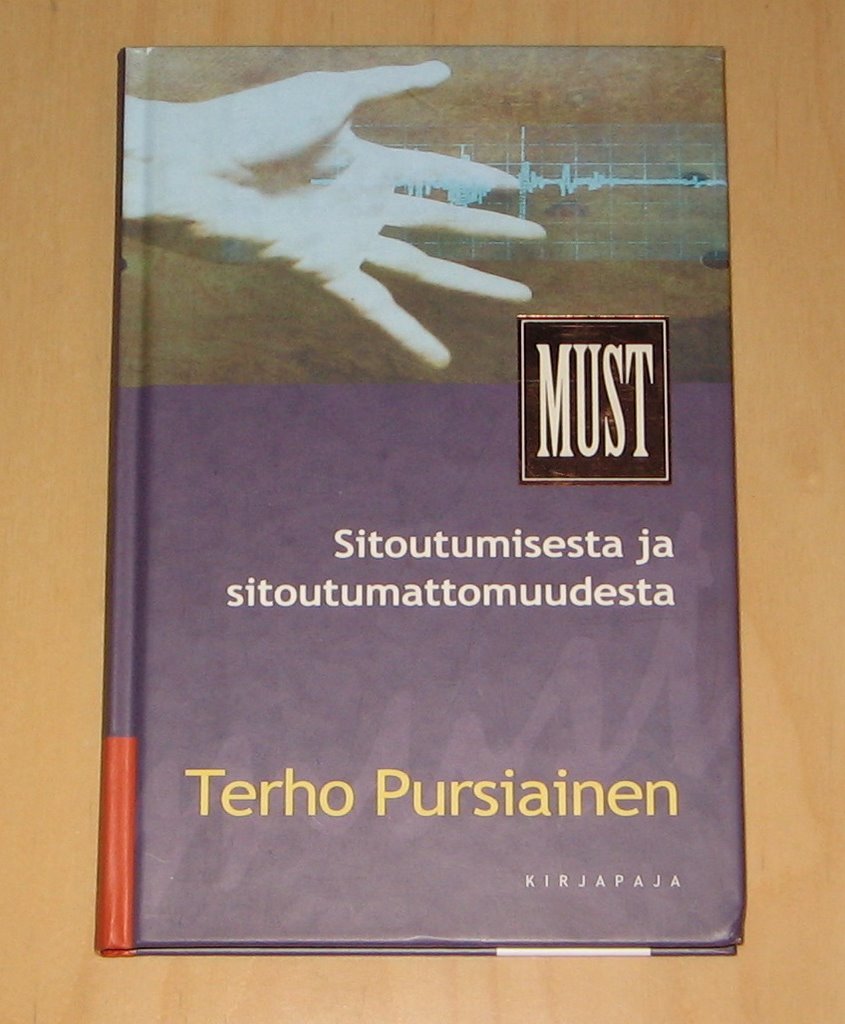 MUST
Sitoutumisesta ja
sitoutumattomuudesta
Terho Pursiainen
KIRJAPAJA